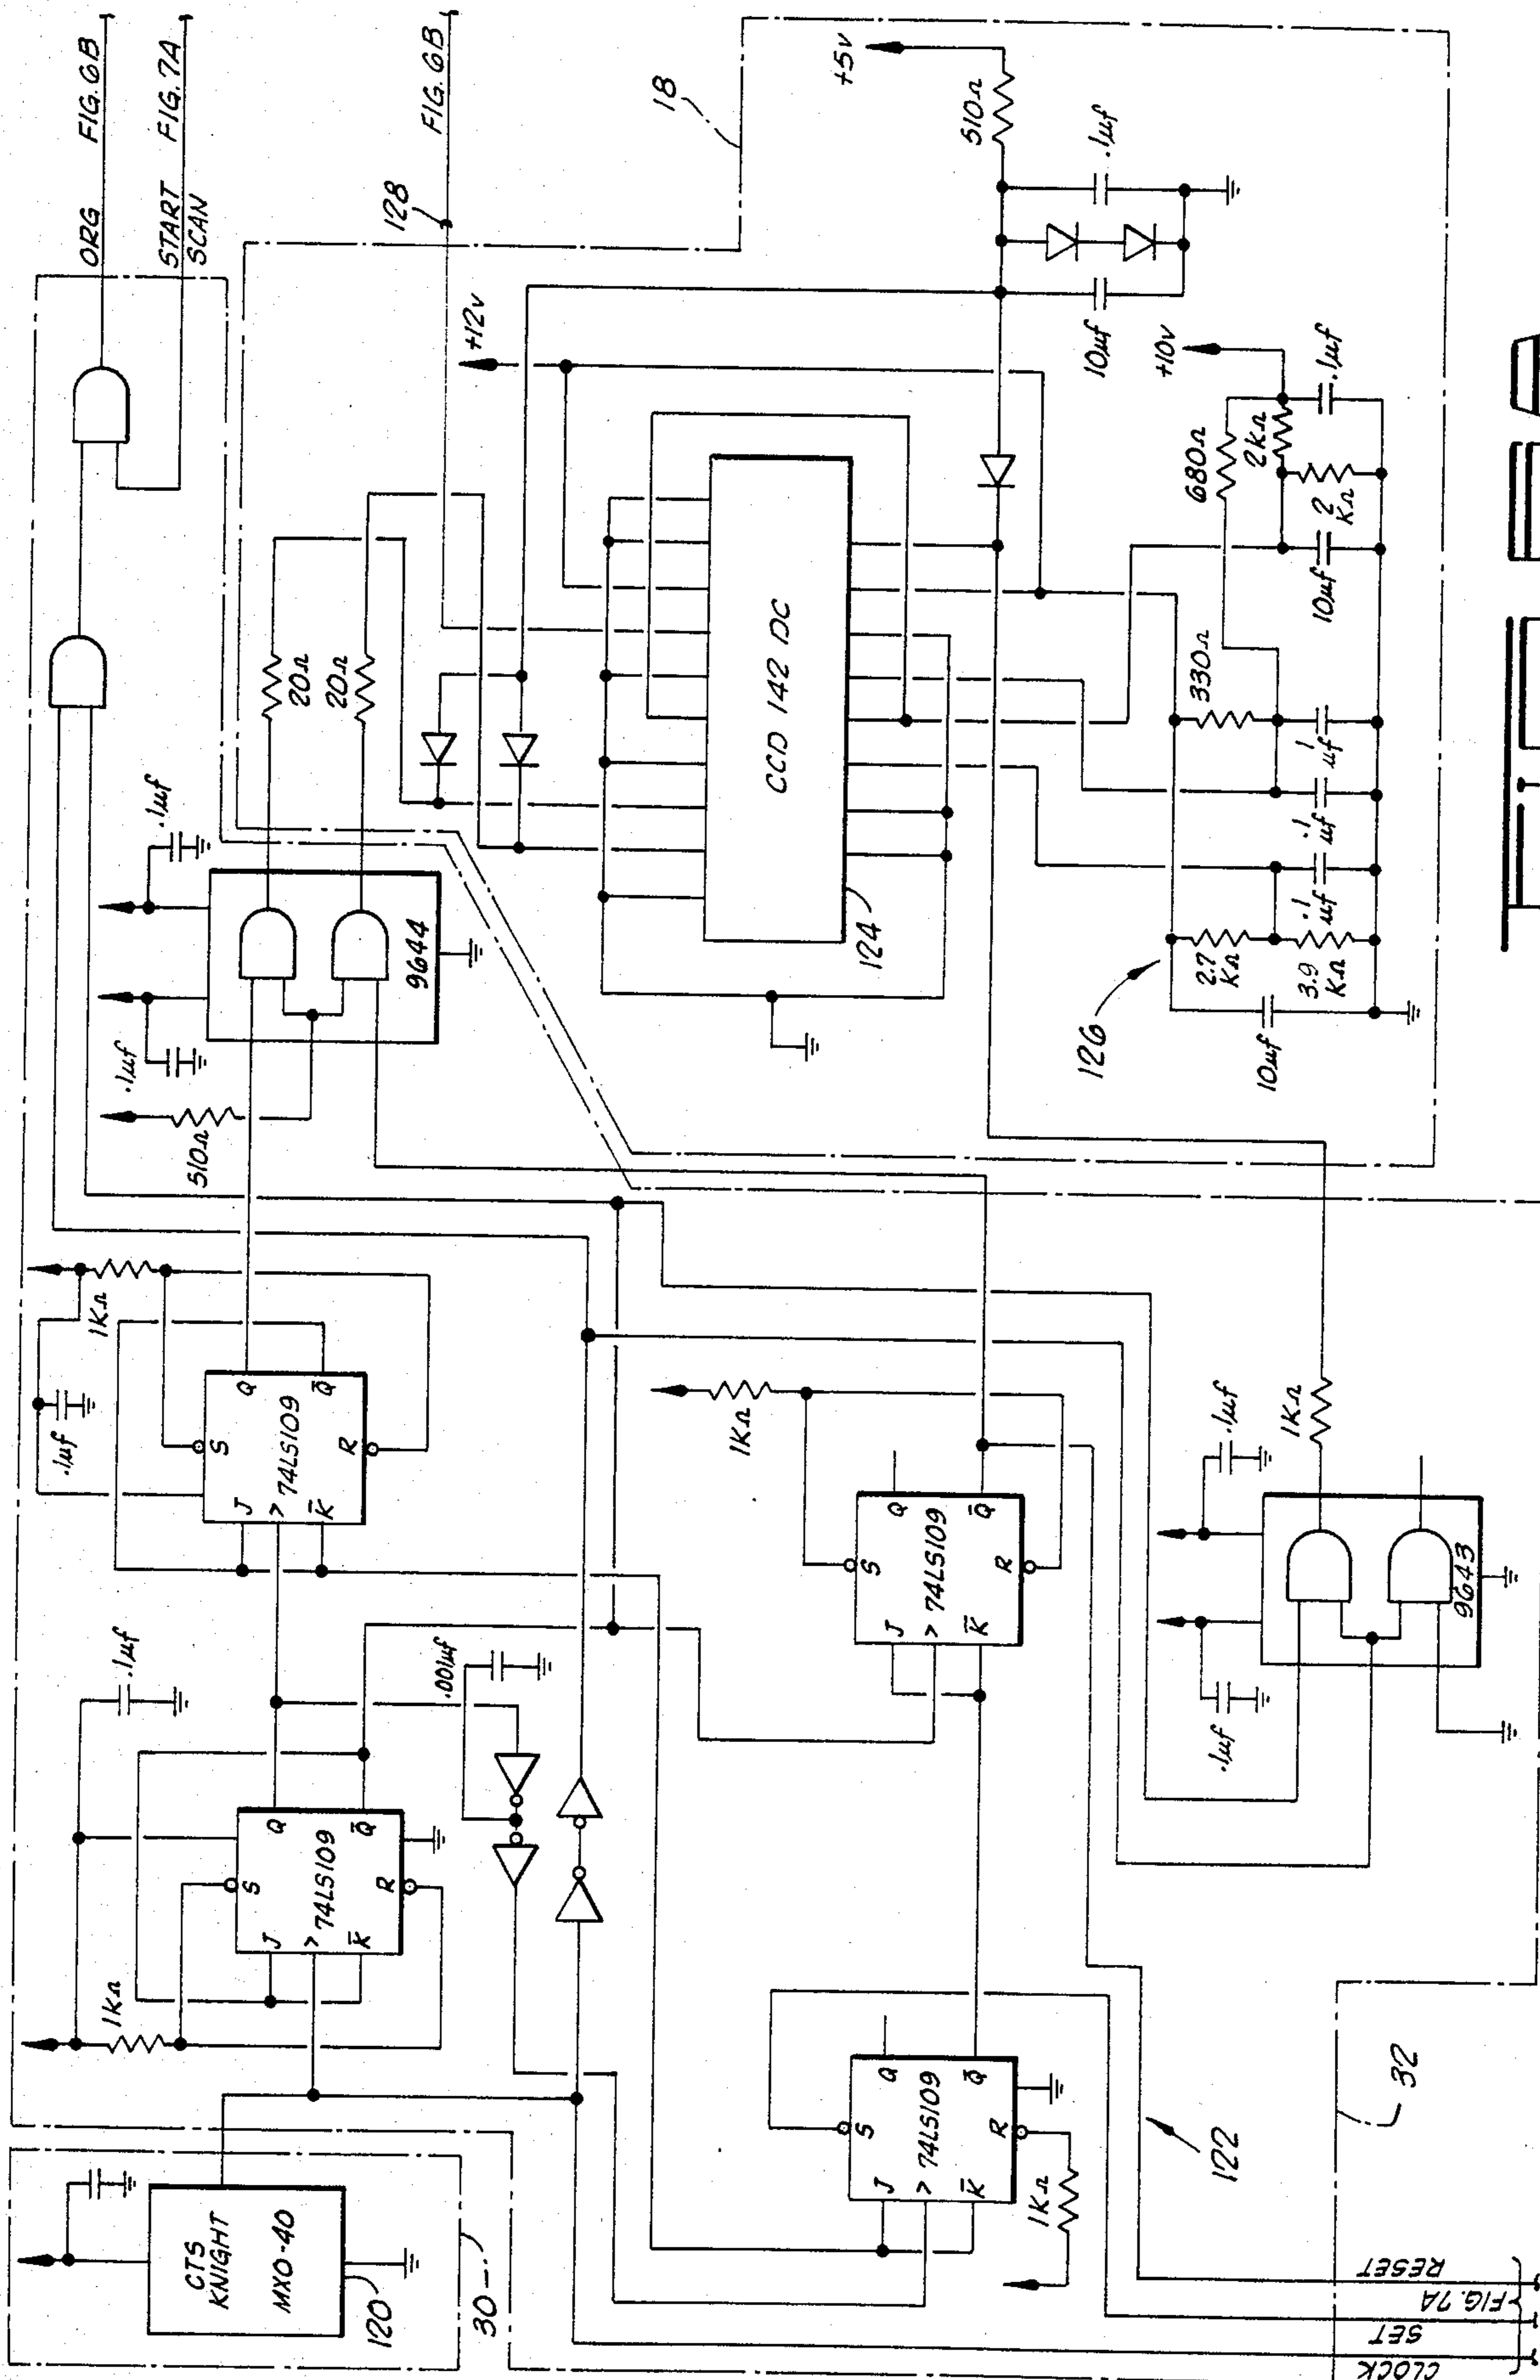 ORG FIG. 6B
START FIG. 7A
SCAN
128
FIG. 6B
18
+5v
510Ω
.1µf
10µf
+12v
+10v
20Ω
20Ω
.1µf
.1µf
510Ω
9644
CCD 142 DC
124
126
680Ω
2KΩ
.1µf
2
KΩ
10µf
330Ω
.1
µf
.1
µf
.1
µf
2.7
KΩ
3.9
KΩ
10µf
1KΩ
.1µf
J S Q
> 74LS109
K̅ R Q̅
.1µf
1KΩ
J S Q
> 74LS109
K̅ R Q̅
.001µf
1KΩ
J S Q
> 74LS109
K̅ R Q̅
.1µf
.1µf
1KΩ
9643
J S Q
> 74LS109
K̅ R Q̅
1KΩ
CTS
KNIGHT
MXO-40
120
30
122
32
RESET
FIG. 7A
SET
CLOCK